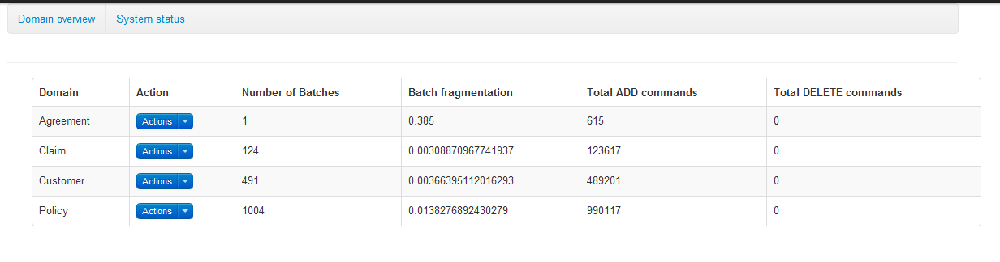 Domain overview System status
Domain Action Number of Batches Batch fragmentation Total ADD commands Total DELETE commands
Agreement Actions 1 0.385 615 0
Claim Actions 124 0.00308870967741937 123617 0
Customer Actions 491 0.00366395112016293 489201 0
Policy Actions 1004 0.0138276892430279 990117 0